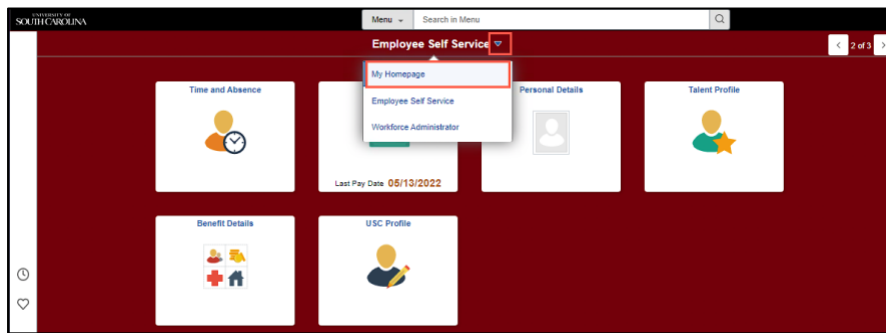 UNIVERSITY OF
SOUTH CAROLINA
Menu
Search in Menu
Employee Self Service
2 of 3
My Homepage
Employee Self Service
Workforce Administrator
Time and Absence
Personal Details
Talent Profile
Last Pay Date 05/13/2022
Benefit Details
USC Profile